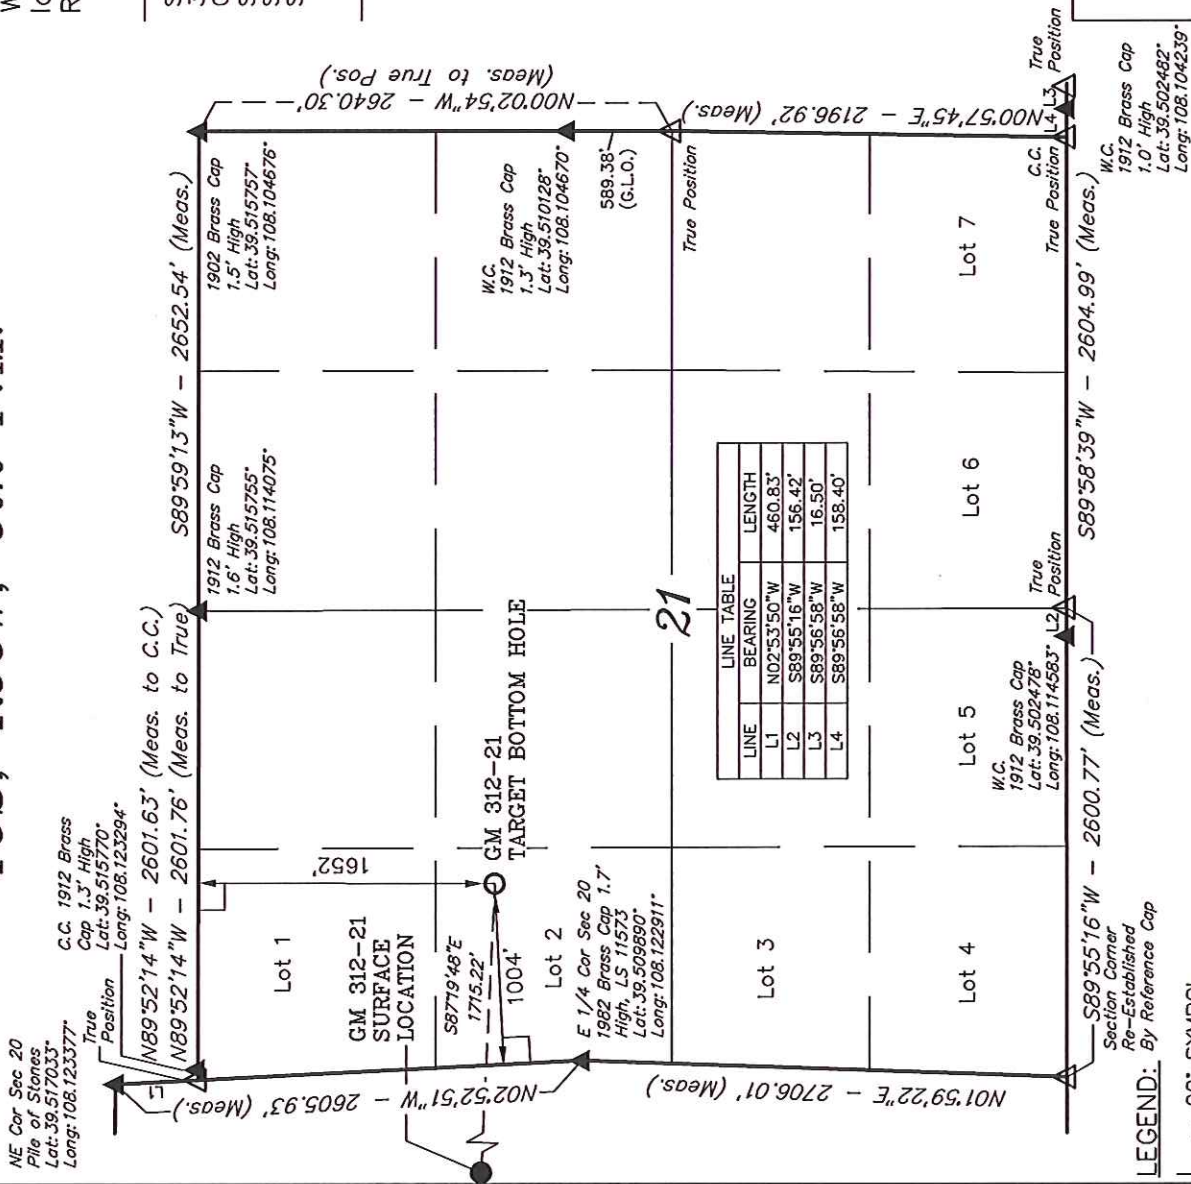 NE Cor Sec 20
Pile of Stones
Lat: 39.517033°
Long: 108.123377°
True
Position
C.C. 1912 Brass
Cap 1.3' High
Lat: 39.515770°
Long: 108.123294°
L1
N89°52'14"W - 2601.63' (Meas. to C.C.)
N89°52'14"W - 2601.76' (Meas. to True)
1912 Brass Cap
1.6' High
Lat: 39.515755°
Long: 108.114075°
S89°59'13"W - 2652.54' (Meas.)
1902 Brass Cap
1.5' High
Lat: 39.515757°
Long: 108.104676°
N00°02'54"W - 2640.30'
(Meas. to True Pos.)
W.C.
1912 Brass Cap
1.3' High
Lat: 39.510128°
Long: 108.104670°
589.38'
(G.L.O.)
True Position
N00°57'45"E - 2196.92' (Meas.)
Lot 1
1652'
GM 312-21
SURFACE
LOCATION
GM 312-21
TARGET BOTTOM HOLE
S87°19'48"E
1715.22'
1004'
Lot 2
E 1/4 Cor Sec 20
1982 Brass Cap 1.7'
High, LS 11573
Lat: 39.509890°
Long: 108.122911°
N02°52'51"W - 2605.93' (Meas.)
21
LINE TABLE
LINE BEARING LENGTH
L1 N02°53'50"W 460.83'
L2 S89°55'16"W 156.42'
L3 S89°56'58"W 16.50'
L4 S89°56'58"W 158.40'
Lot 3
N01°59'22"E - 2706.01' (Meas.)
Lot 4
Lot 5
Lot 6
Lot 7
W.C.
1912 Brass Cap
Lat: 39.502478°
Long: 108.114583°
L2
True
Position
C.C.
True Position
L4
L3
True
Position
W.C.
1912 Brass Cap
1.0' High
Lat: 39.502482°
Long: 108.104239°
S89°55'16"W - 2600.77' (Meas.)
S89°58'39"W - 2604.99' (Meas.)
Section Corner
Re-Established
By Reference Cap
LEGEND: